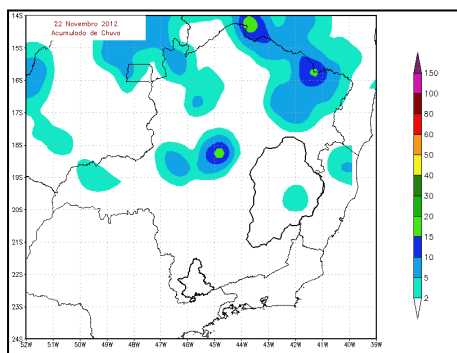 22 Novembro 2012
Acumulado de Chuva
14S
15S
16S
17S
18S
19S
20S
21S
22S
23S
24S
52W 51W 50W 49W 48W 47W 46W 45W 44W 43W 42W 41W 40W 39W
150
100
80
60
50
40
30
20
15
10
5
2